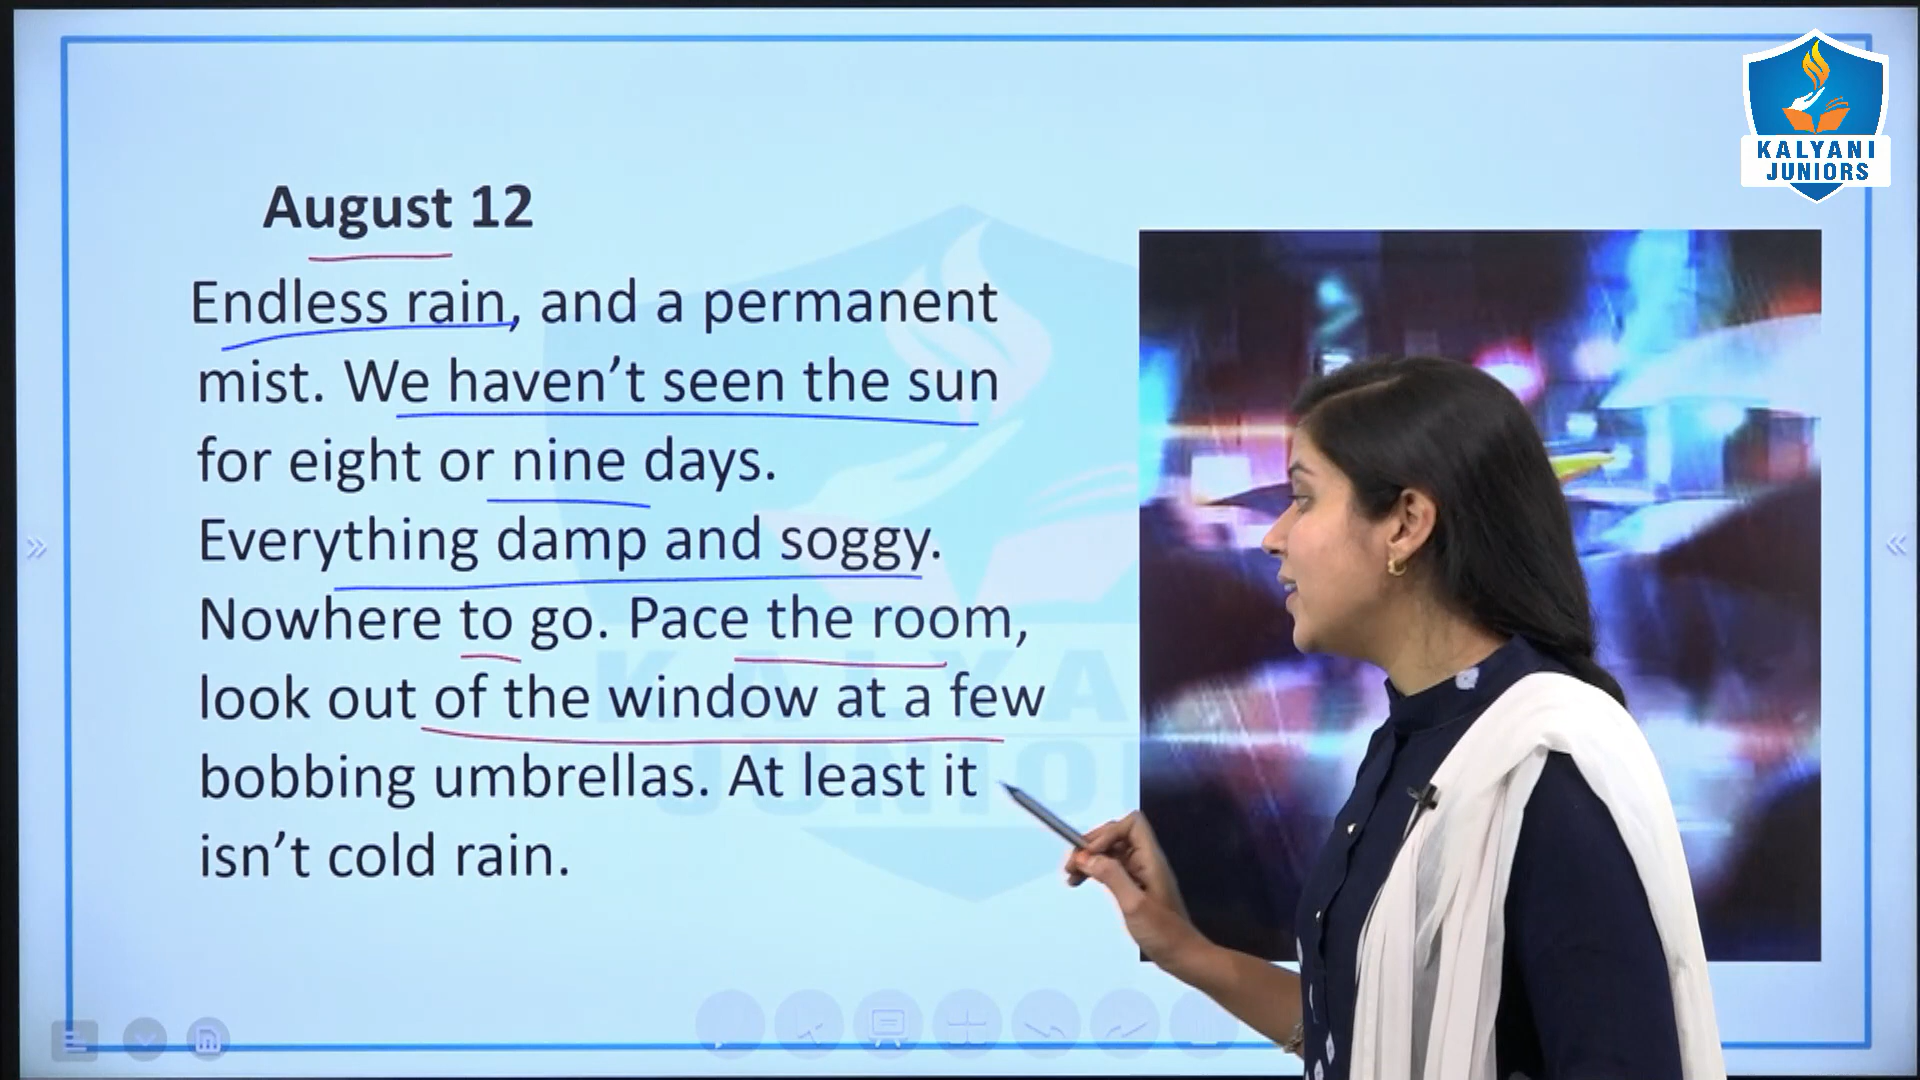 KALYANI
JUNIORS
August 12
Endless rain, and a permanent
mist. We haven’t seen the sun
for eight or nine days.
Everything damp and soggy.
Nowhere to go. Pace the room,
look out of the window at a few
bobbing umbrellas. At least it
isn’t cold rain.